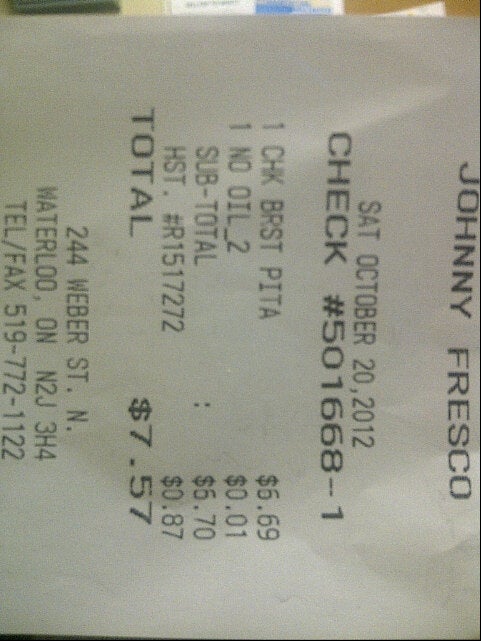 JOHNNY FRESCO
SAT OCTOBER 20,2012
CHECK #501668-1
1 CHK BRST PITA $6.69
1 NO OIL_2 $0.01
SUB-TOTAL : $6.70
HST. #R1517272 $0.87
TOTAL $7.57
244 WEBER ST. N.
WATERLOO, ON N2J 3H4
TEL/FAX 519-772-1122